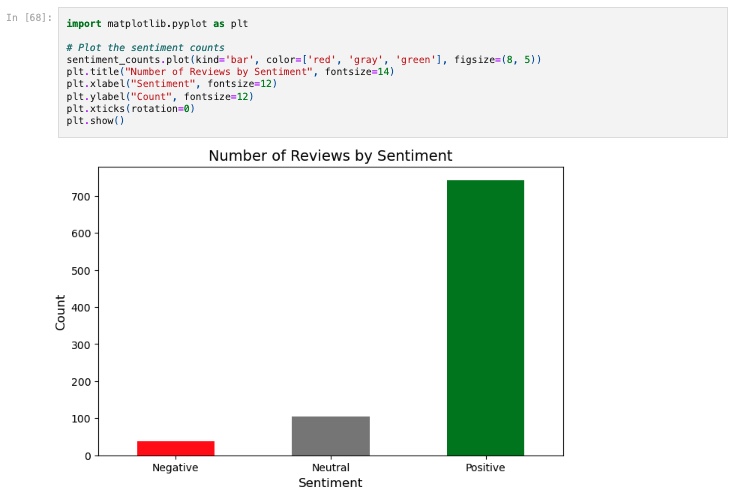 In [68]:
import matplotlib.pyplot as plt
# Plot the sentiment counts
sentiment_counts.plot(kind='bar', color=['red', 'gray', 'green'], figsize=(8, 5))
plt.title("Number of Reviews by Sentiment", fontsize=14)
plt.xlabel("Sentiment", fontsize=12)
plt.ylabel("Count", fontsize=12)
plt.xticks(rotation=0)
plt.show()
Number of Reviews by Sentiment
Count
700
600
500
400
300
200
100
0
Negative Neutral Positive
Sentiment